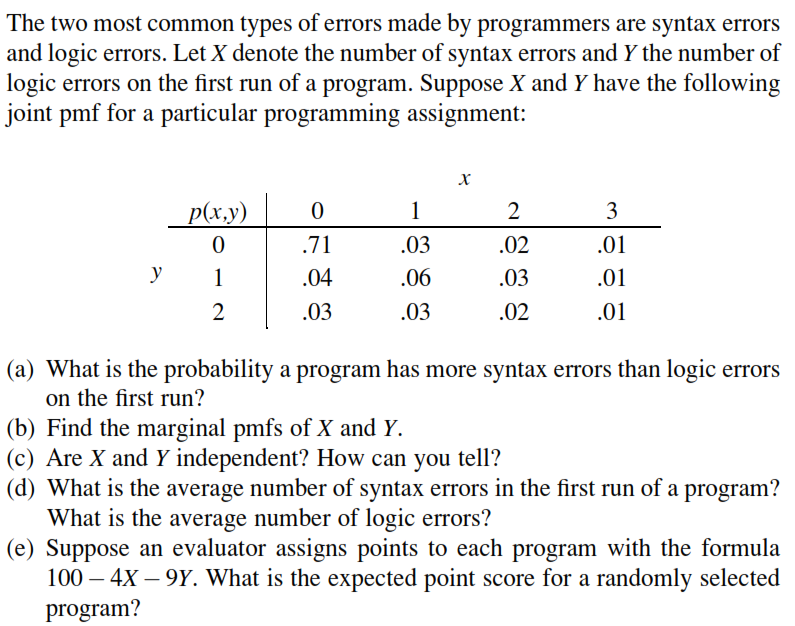 The two most common types of errors made by programmers are syntax errors
and logic errors. Let X denote the number of syntax errors and Y the number of
logic errors on the first run of a program. Suppose X and Y have the following
joint pmf for a particular programming assignment:
x
p(x,y) 0 1 2 3
0 .71 .03 .02 .01
y 1 .04 .06 .03 .01
2 .03 .03 .02 .01
(a) What is the probability a program has more syntax errors than logic errors
on the first run?
(b) Find the marginal pmfs of X and Y.
(c) Are X and Y independent? How can you tell?
(d) What is the average number of syntax errors in the first run of a program?
What is the average number of logic errors?
(e) Suppose an evaluator assigns points to each program with the formula
100 – 4X – 9Y. What is the expected point score for a randomly selected
program?